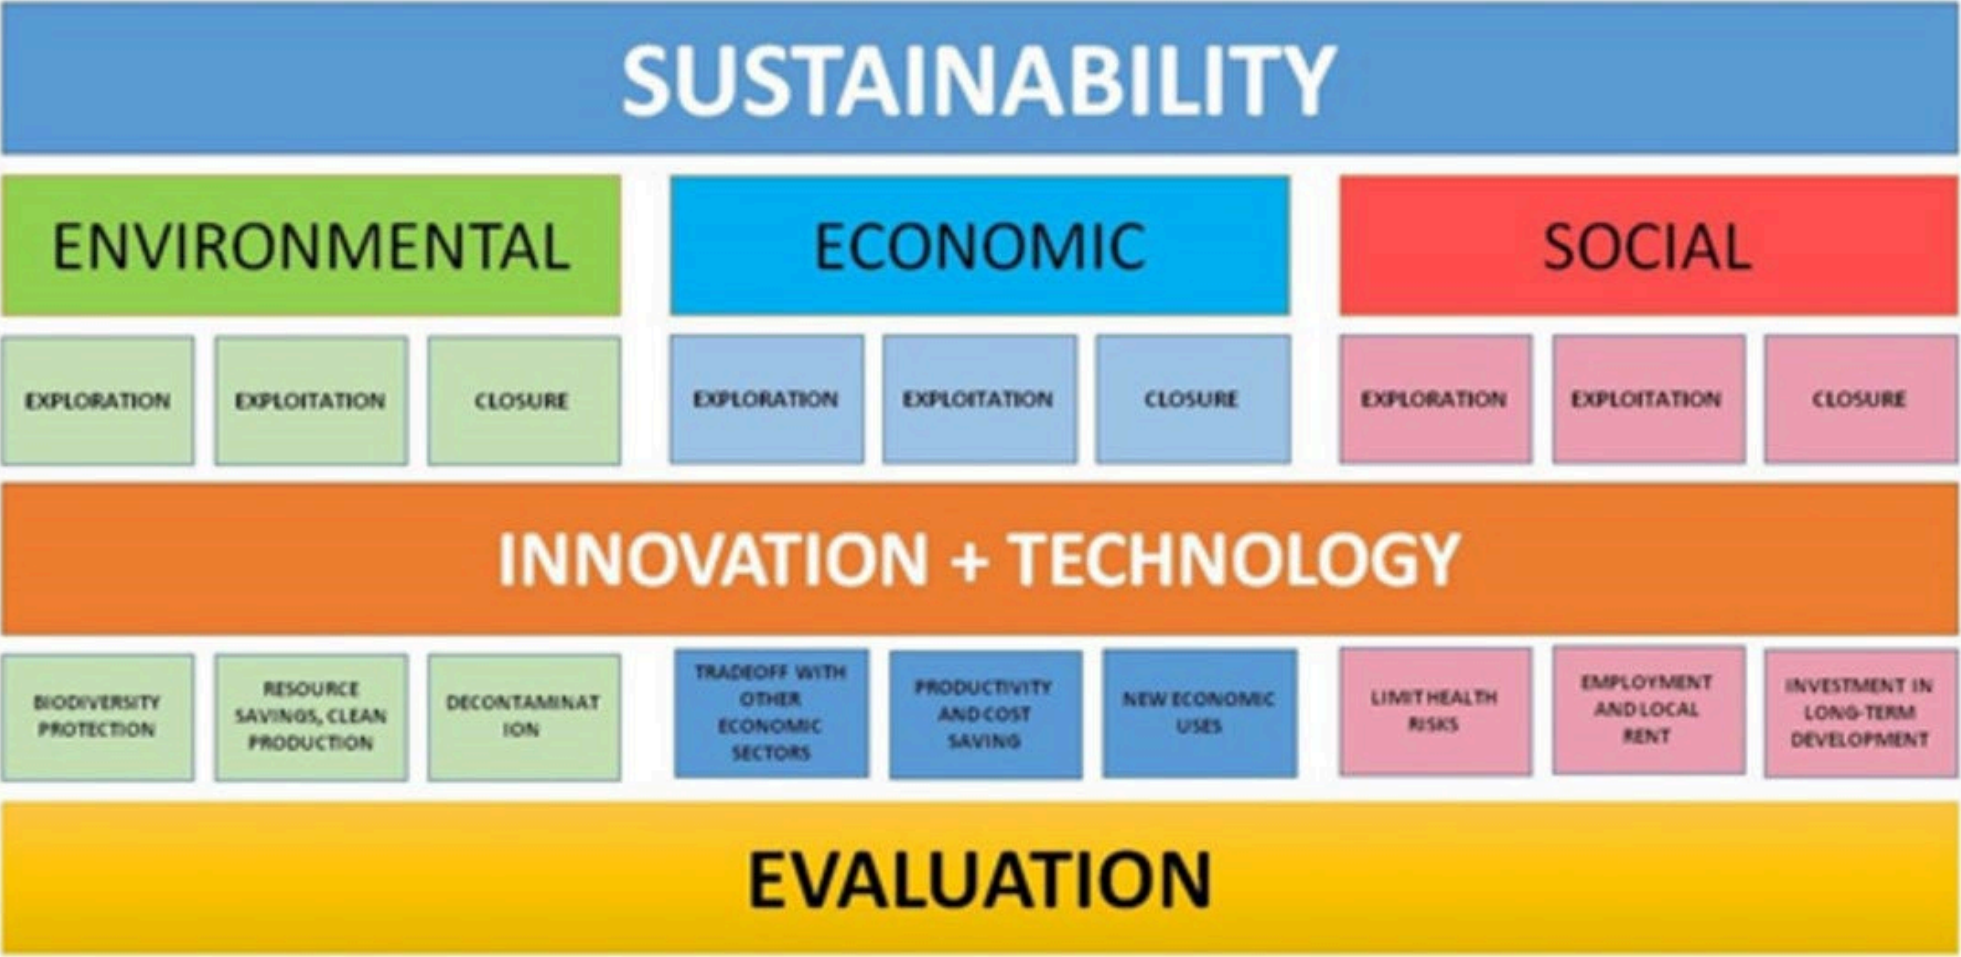 SUSTAINABILITY
ENVIRONMENTAL
ECONOMIC
SOCIAL
EXPLORATION
EXPLOITATION
CLOSURE
EXPLORATION
EXPLOITATION
CLOSURE
EXPLORATION
EXPLOITATION
CLOSURE
INNOVATION + TECHNOLOGY
BIODIVERSITY
PROTECTION
RESOURCE
SAVINGS, CLEAN
PRODUCTION
DECONTAMINAT
ION
TRADEOFF WITH
OTHER
ECONOMIC
SECTORS
PRODUCTIVITY
AND COST
SAVING
NEW ECONOMIC
USES
LIMIT HEALTH
RISKS
EMPLOYMENT
AND LOCAL
RENT
INVESTMENT IN
LONG-TERM
DEVELOPMENT
EVALUATION